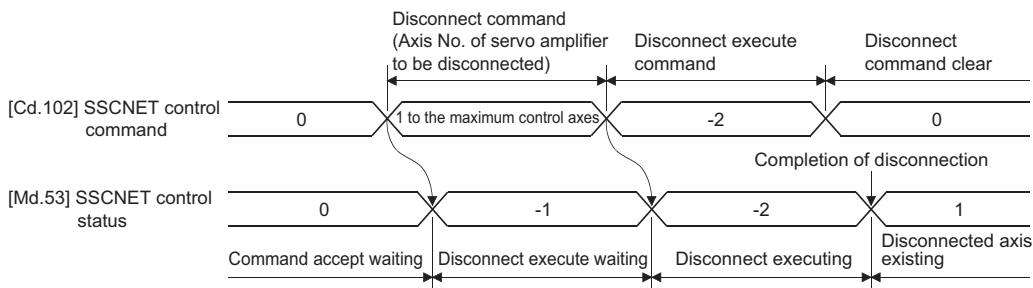 Disconnect command
(Axis No. of servo amplifier
to be disconnected)
Disconnect execute
command
Disconnect
command clear
[Cd.102] SSCNET control
command
0
1 to the maximum control axes
-2
0
Completion of disconnection
[Md.53] SSCNET control
status
0
-1
-2
1
Command accept waiting
Disconnect execute waiting
Disconnect executing
Disconnected axis
existing